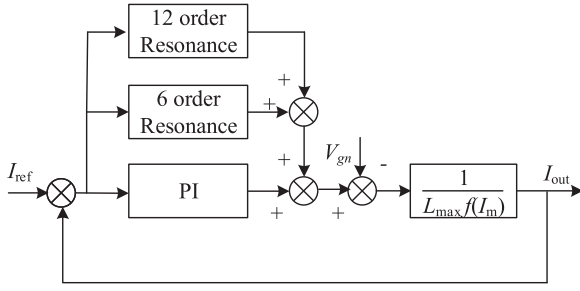 12 order
Resonance
+
6 order
Resonance
+
V_gn
+
-
I_ref
PI
1
L_max f(I_m)
I_out
+
+